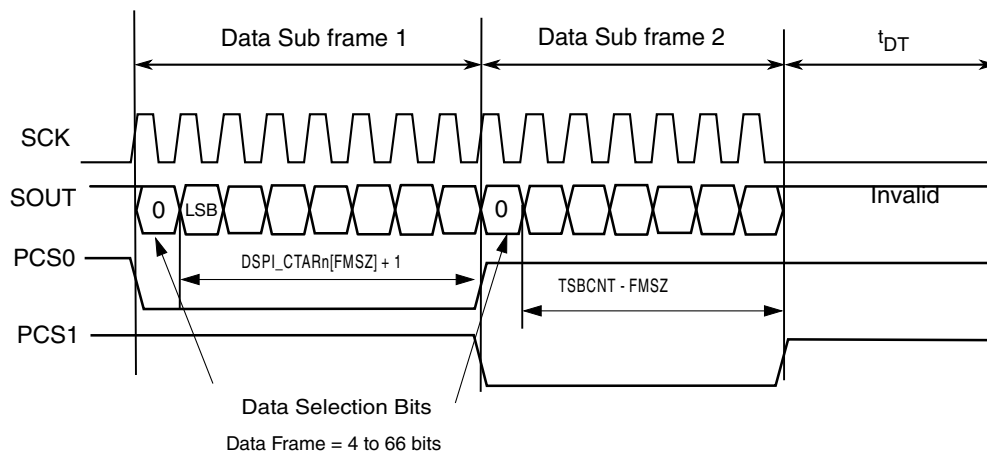 Data Sub frame 1 Data Sub frame 2 tDT
SCK
SOUT 0 LSB 0 Invalid
PCS0 DSPI_CTARn[FMSZ] + 1
TSBCNT - FMSZ
PCS1
Data Selection Bits
Data Frame = 4 to 66 bits